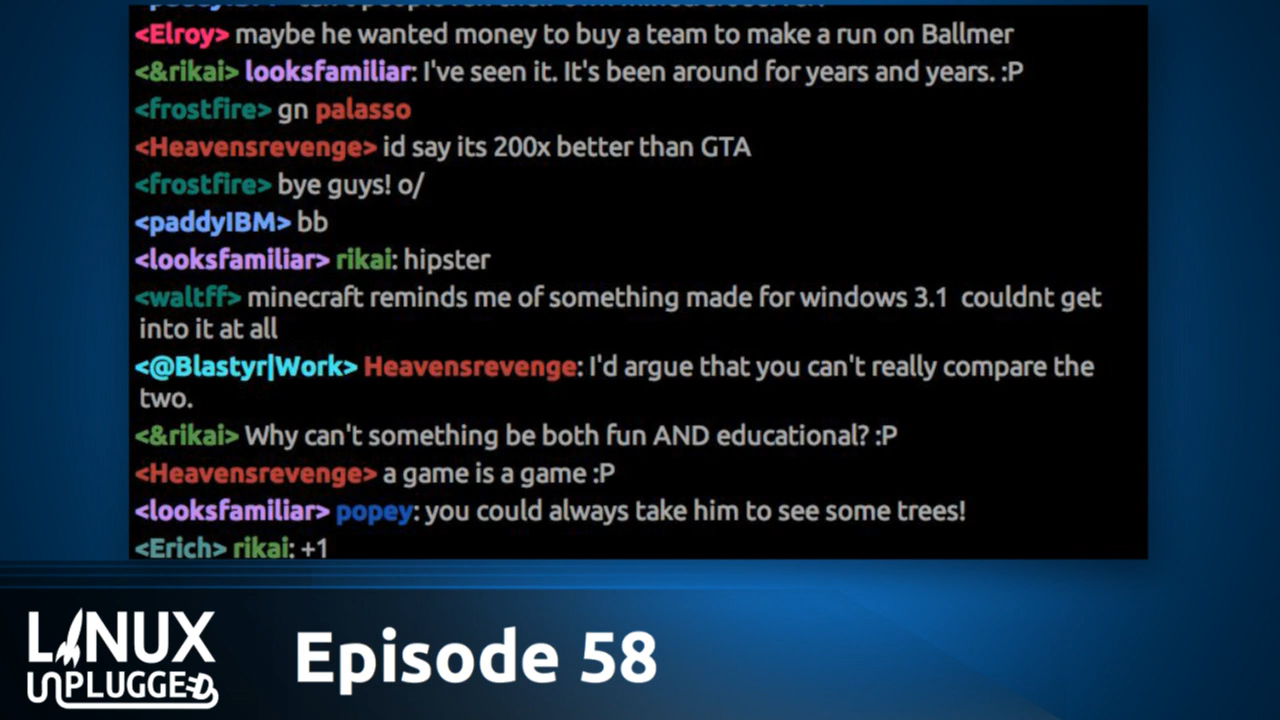 <Elroy> maybe he wanted money to buy a team to make a run on Ballmer
<&rikai> looksfamiliar: I've seen it. It's been around for years and years. :P
<frostfire> gn palasso
<Heavensrevenge> id say its 200x better than GTA
<frostfire> bye guys! o/
<paddyIBM> bb
<looksfamiliar> rikai: hipster
<waltff> minecraft reminds me of something made for windows 3.1  couldnt get
into it at all
<@Blastyr|Work> Heavensrevenge: I'd argue that you can't really compare the
two.
<&rikai> Why can't something be both fun AND educational? :P
<Heavensrevenge> a game is a game :P
<looksfamiliar> popey: you could always take him to see some trees!
<Erich> rikai: +1
LINUX
UNPLUGGED
Episode 58